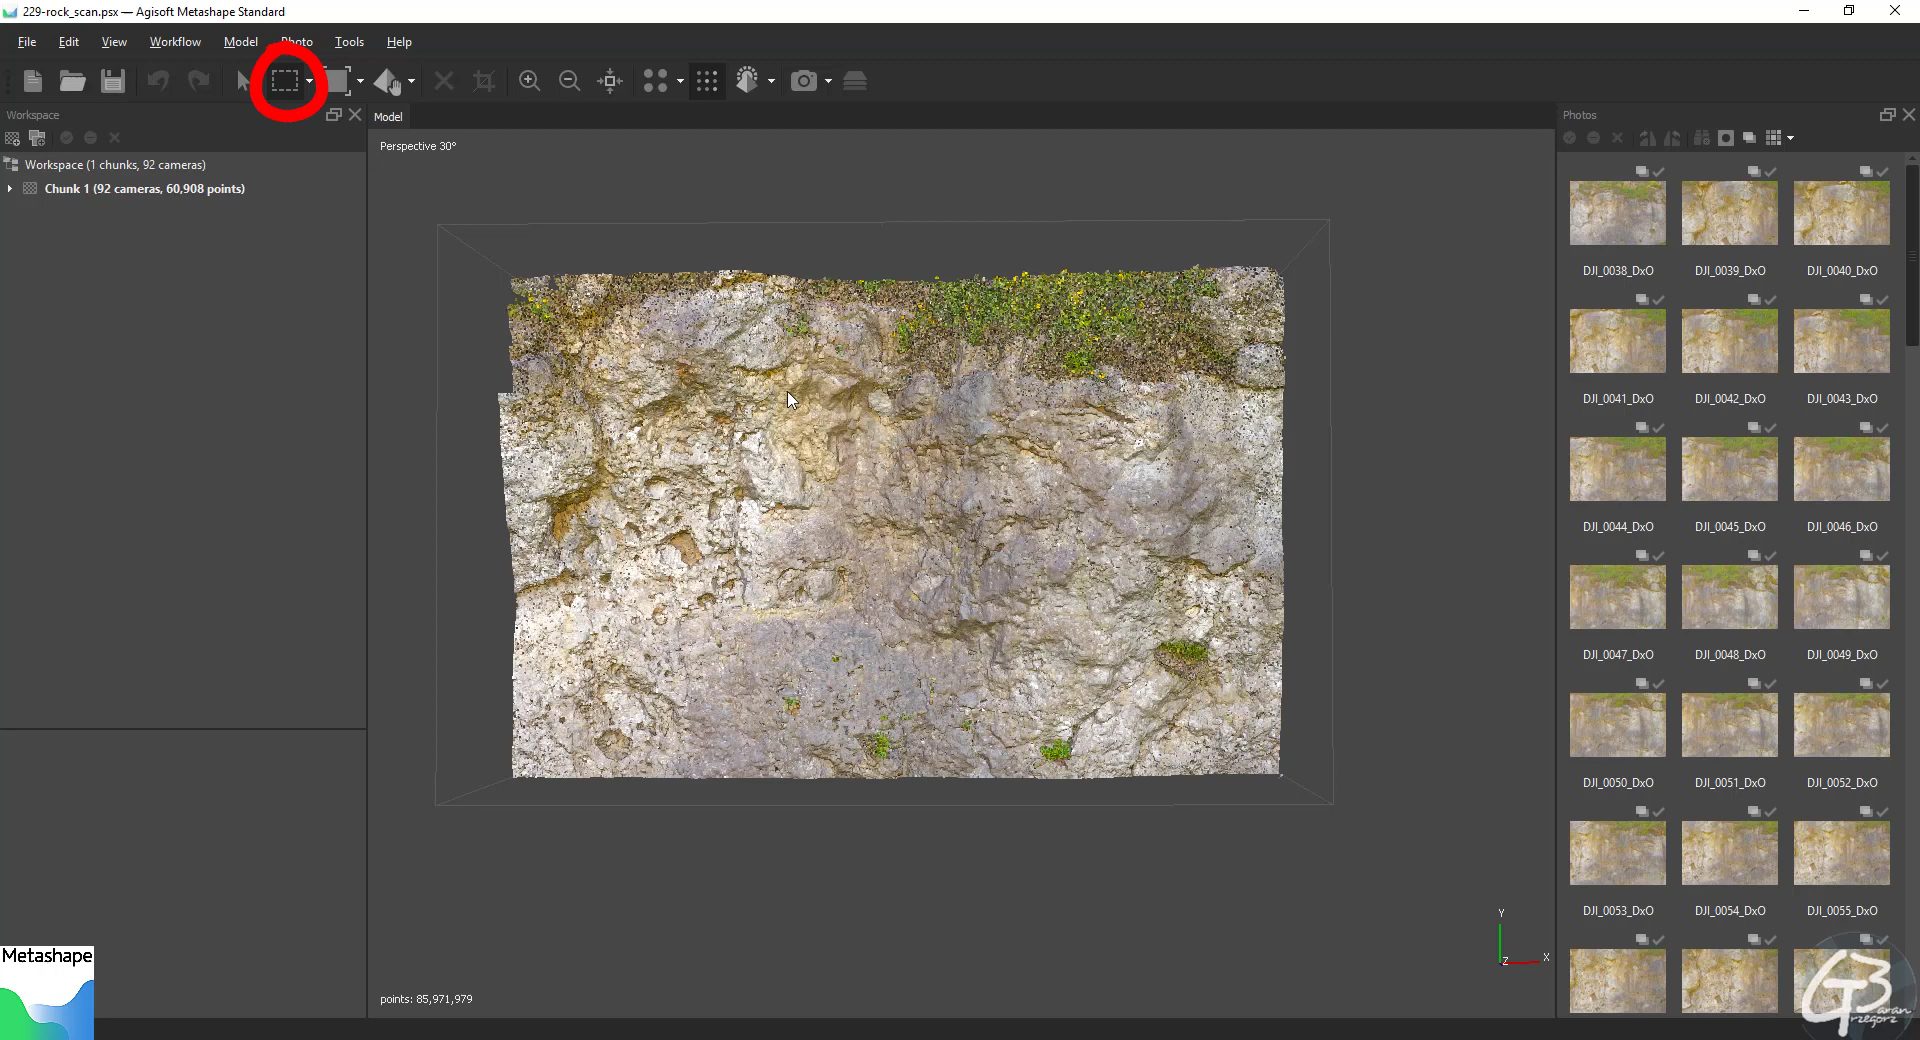 229-rock_scan.psx — Agisoft Metashape Standard
File Edit View Workflow Model Photo Tools Help
Workspace
Workspace (1 chunks, 92 cameras)
Chunk 1 (92 cameras, 60,908 points)
Model
Perspective 30°
points: 85,971,979
Y
Z
X
Photos
DJI_0038_DxO DJI_0039_DxO DJI_0040_DxO
DJI_0041_DxO DJI_0042_DxO DJI_0043_DxO
DJI_0044_DxO DJI_0045_DxO DJI_0046_DxO
DJI_0047_DxO DJI_0048_DxO DJI_0049_DxO
DJI_0050_DxO DJI_0051_DxO DJI_0052_DxO
DJI_0053_DxO DJI_0054_DxO DJI_0055_DxO
Metashape